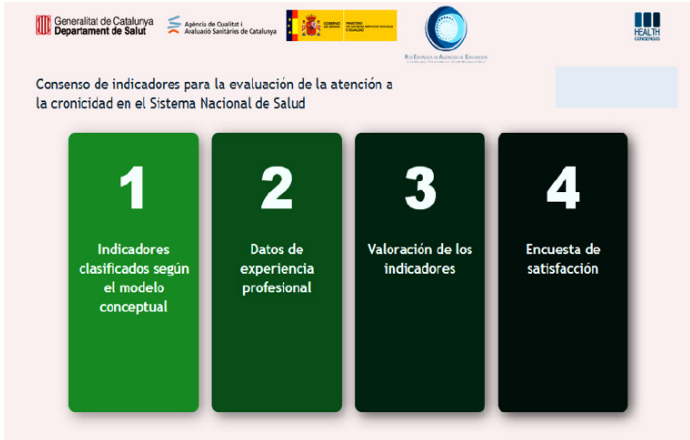 Generalitat de Catalunya
Departament de Salut
Agència de Qualitat i
Avaluació Sanitàries de Catalunya
HEALTH
CONSENSUS
Consenso de indicadores para la evaluación de la atención a
la cronicidad en el Sistema Nacional de Salud
1
Indicadores
clasificados según
el modelo
conceptual
2
Datos de
experiencia
profesional
3
Valoración de los
indicadores
4
Encuesta de
satisfacción